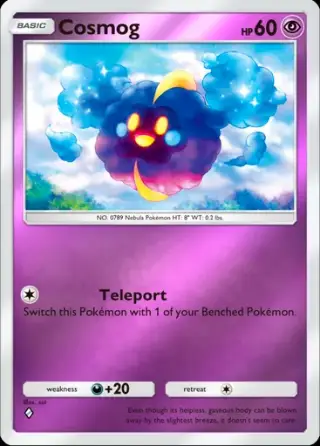 BASIC
Cosmog
HP60
NO. 0789 Nebula Pokémon HT: 8" WT: 0.2 lbs.
Teleport
Switch this Pokémon with 1 of your Benched Pokémon.
weakness +20 retreat
Illus.
Even though its helpless, gaseous body can be blown
away by the slightest breeze, it doesn't seem to care.